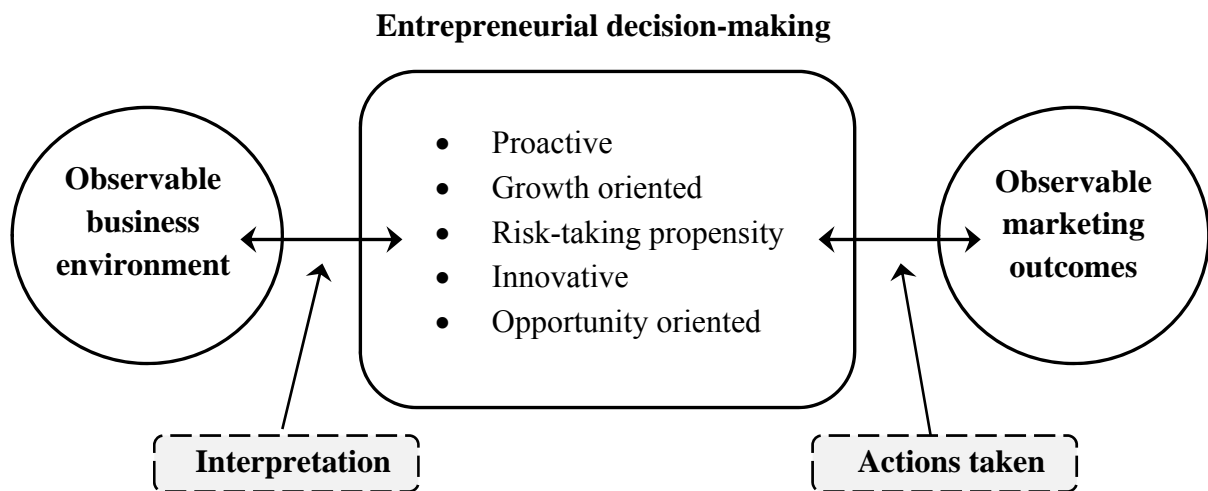 Entrepreneurial decision-making
Observable
business
environment
• Proactive
• Growth oriented
• Risk-taking propensity
• Innovative
• Opportunity oriented
Observable
marketing
outcomes
Interpretation
Actions taken